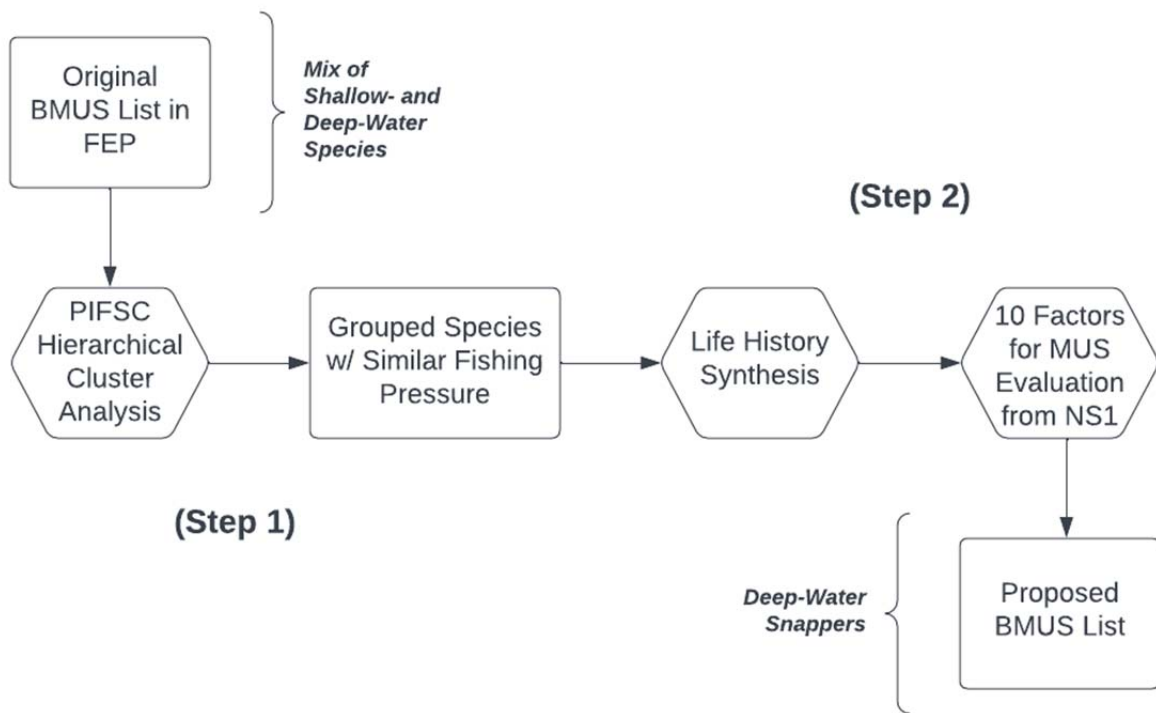 Original
BMUS List in
FEP
Mix of
Shallow- and
Deep-Water
Species
(Step 2)
PIFSC
Hierarchical
Cluster
Analysis
Grouped Species
w/ Similar Fishing
Pressure
Life History
Synthesis
10 Factors
for MUS
Evaluation
from NS1
(Step 1)
Deep-Water
Snappers
Proposed
BMUS List